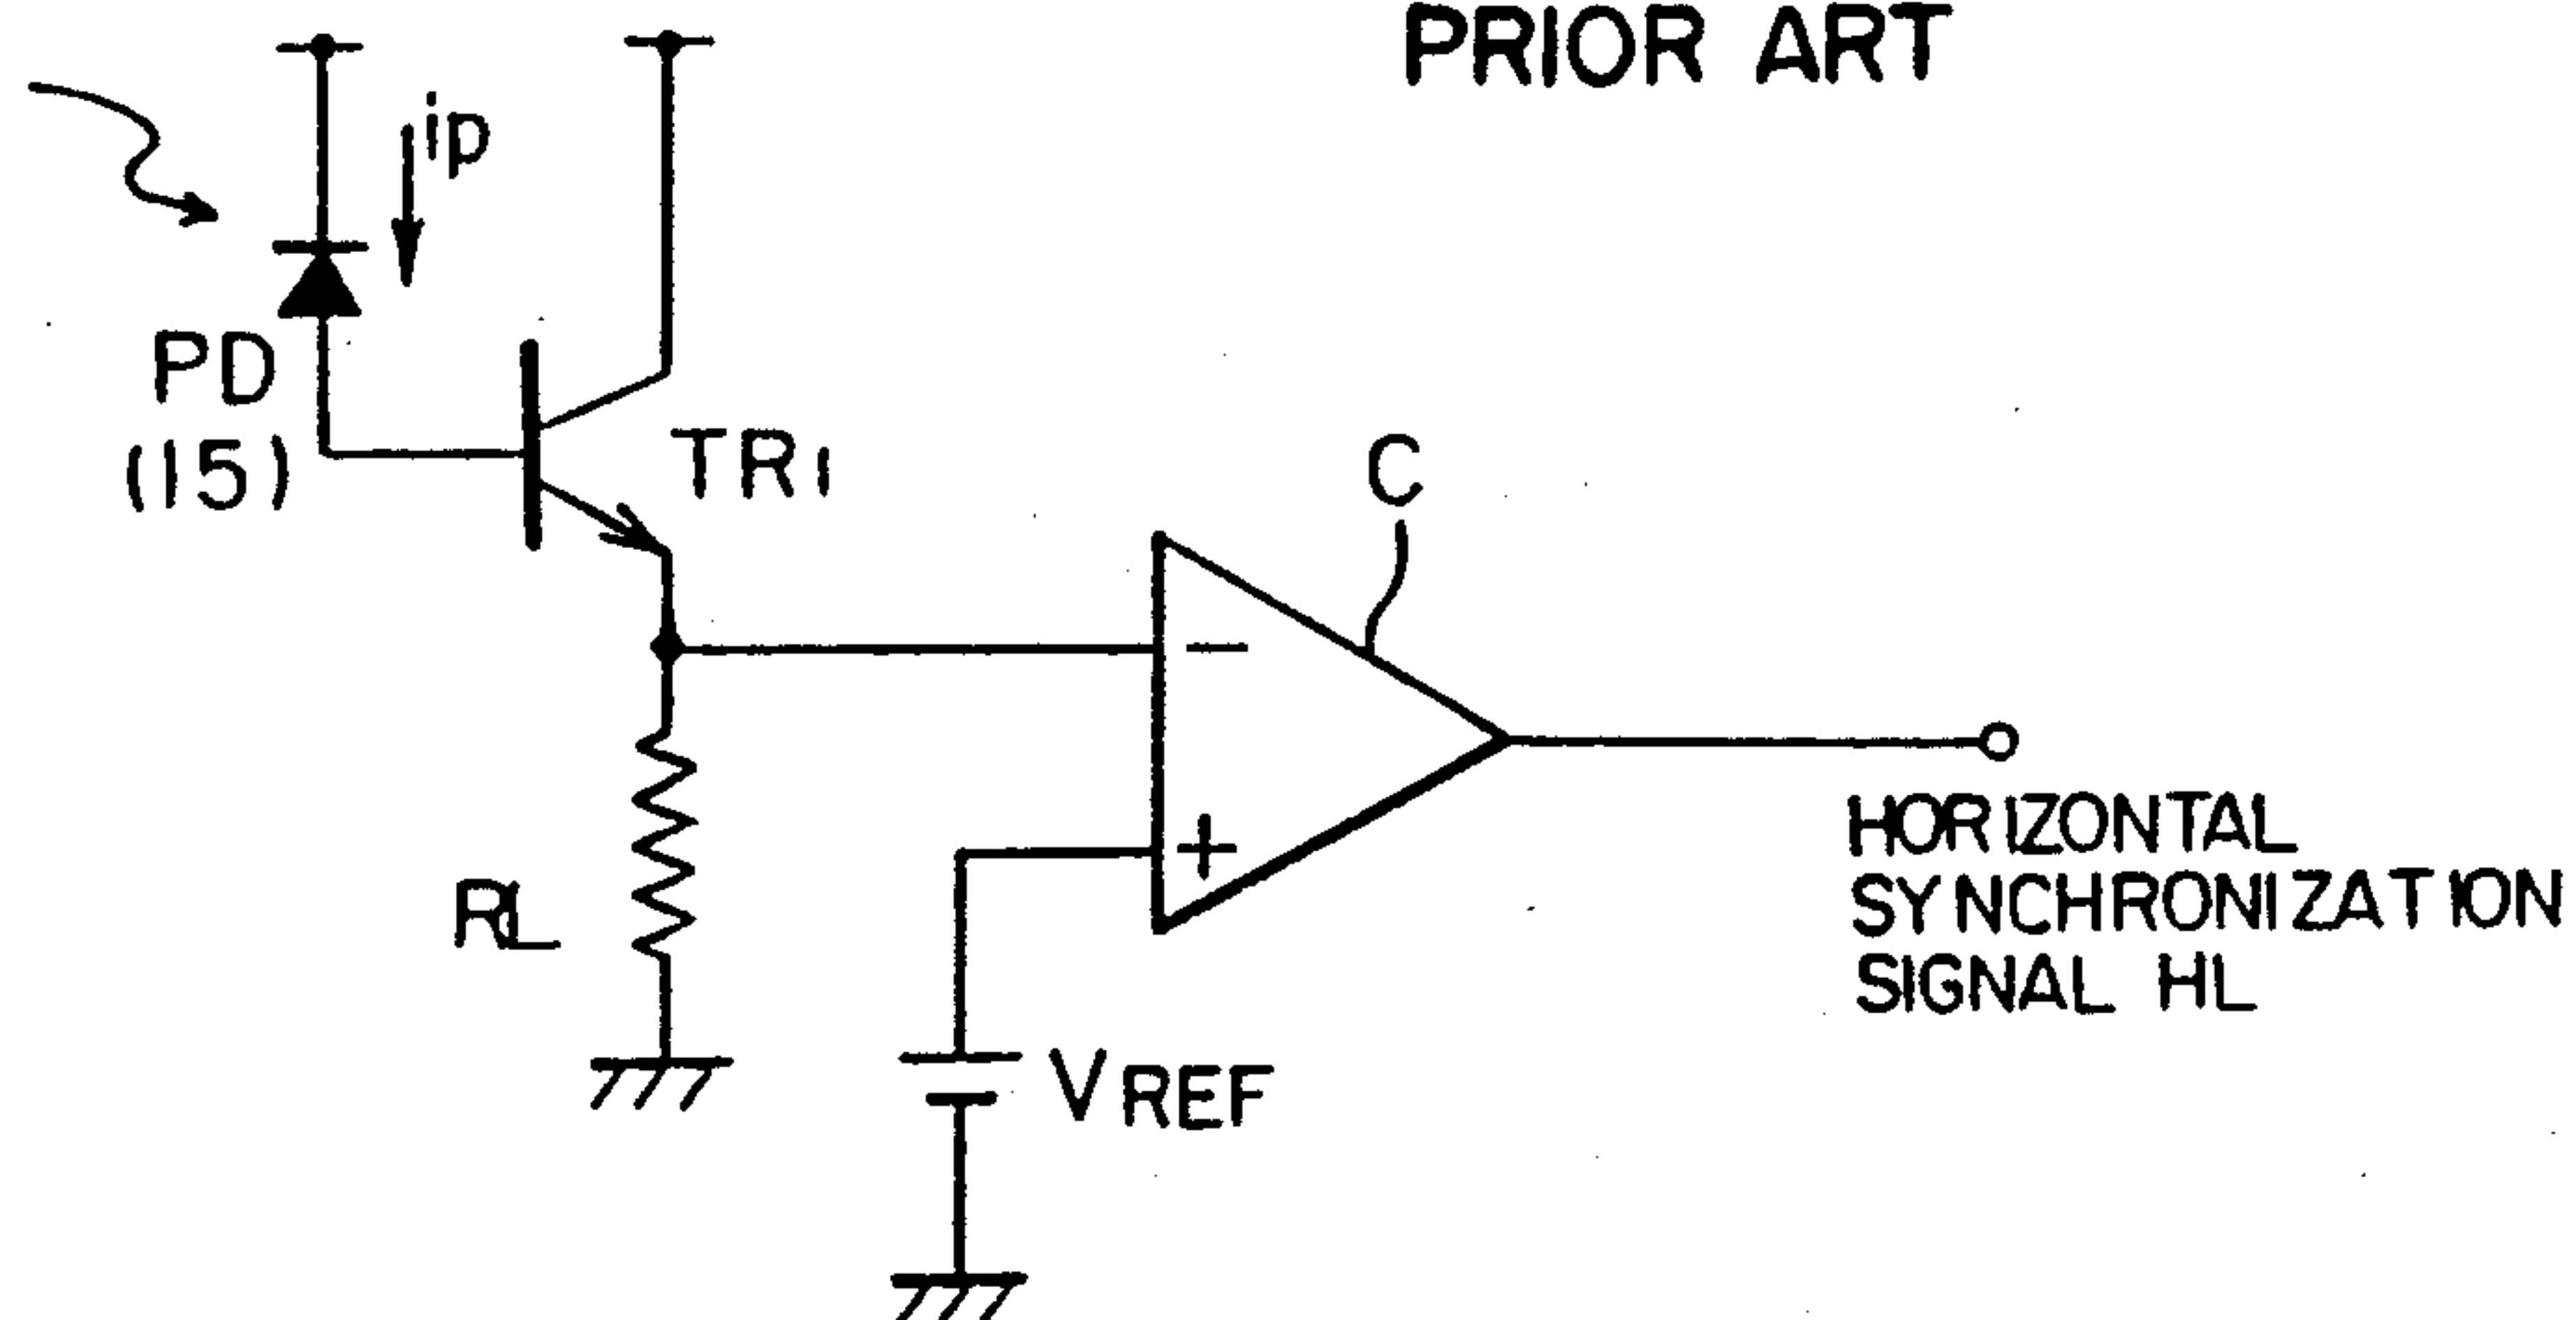 PRIOR ART
ip
PD
(15)
TR1
C
−
+
RL
VREF
HORIZONTAL
SYNCHRONIZATION
SIGNAL HL